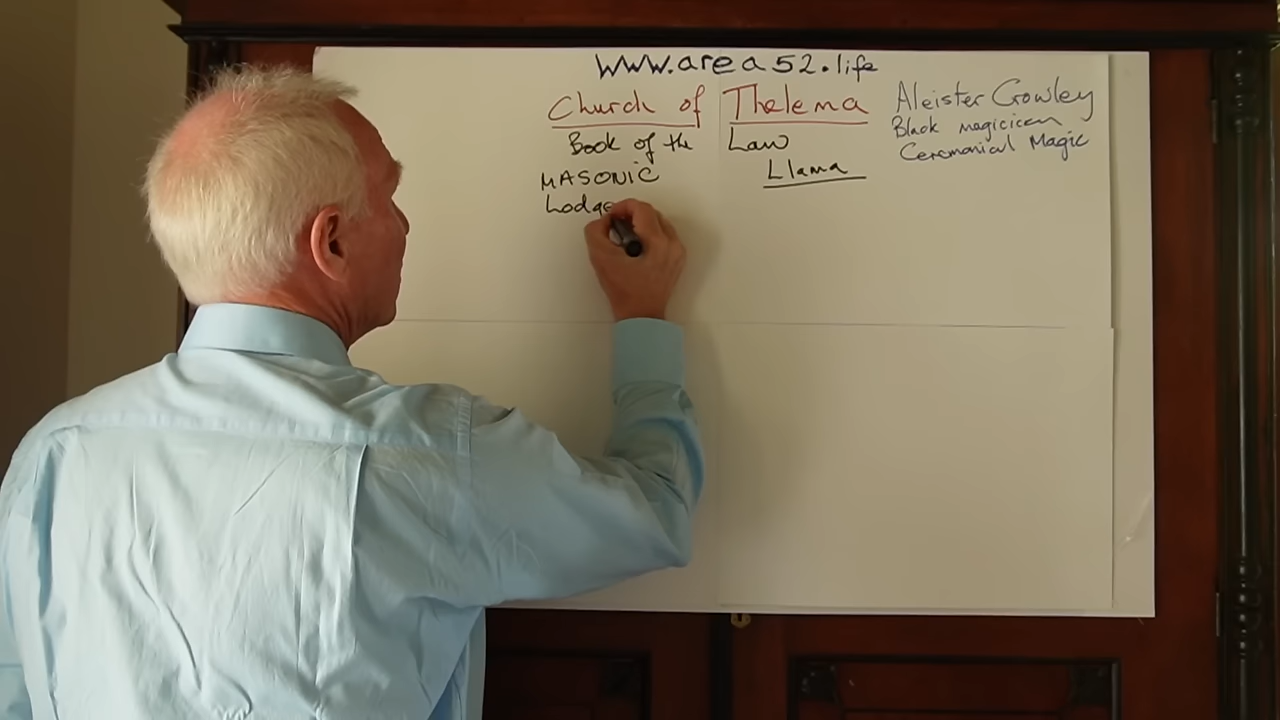 www.area52.life
Church of Thelema
Book of the Law
Llama
MASONIC
Lodge
Aleister Crowley
Black magician
Ceremonial Magic